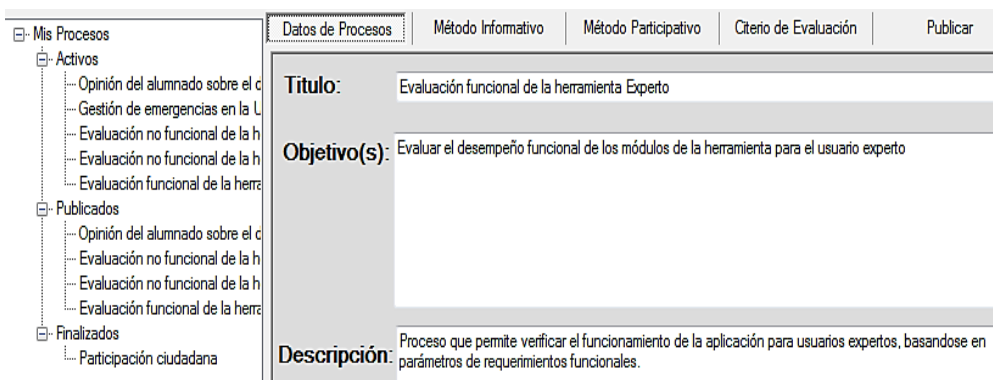 Mis Procesos
Activos
Opinión del alumnado sobre el
Gestión de emergencias en la
Evaluación no funcional de la
Evaluación no funcional de la
Evaluación funcional de la
Publicados
Opinión del alumnado sobre el
Evaluación no funcional de la
Evaluación no funcional de la
Evaluación funcional de la
Finalizados
Participación ciudadana
Datos de Procesos
Método Informativo
Método Participativo
Citerio de Evaluación
Publicar
Titulo:
Evaluación funcional de la herramienta Experto
Objetivo(s):
Evaluar el desempeño funcional de los módulos de la herramienta para el usuario experto
Descripción:
Proceso que permite verificar el funcionamiento de la aplicación para usuarios expertos, basandose en
parámetros de requerimientos funcionales.